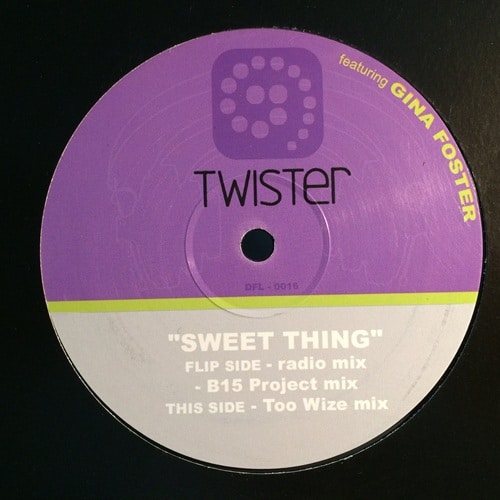 featuring GINA FOSTER
TWISTer
DFL - 0016
"SWEET THING"
FLIP SIDE - radio mix
- B15 Project mix
THIS SIDE - Too Wize mix